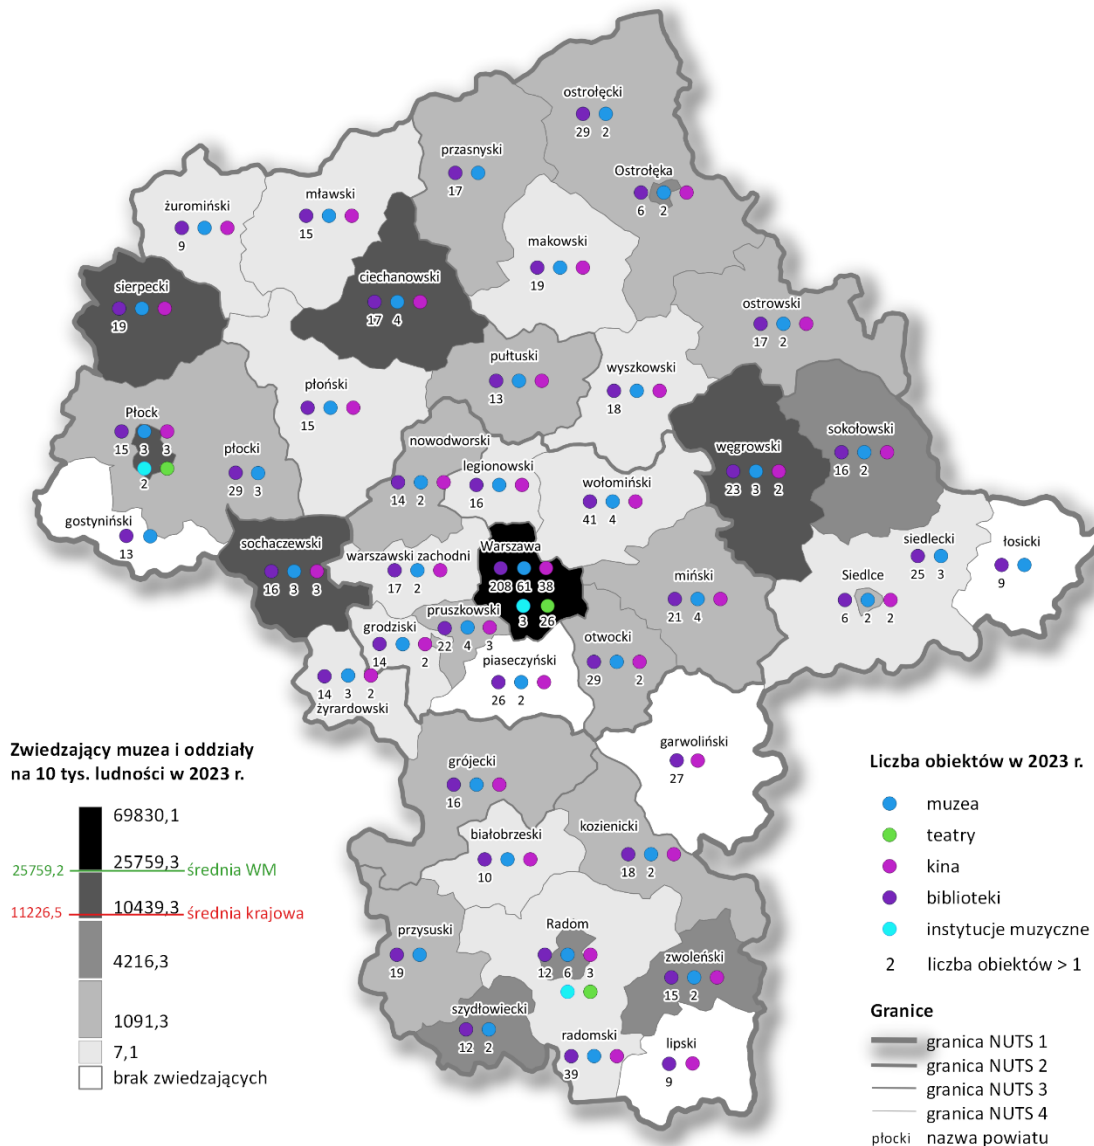 ostrołęcki
29 2
przasnyski
17
Ostrołęka
6 2
mławski
15
żuromiński
9
makowski
19
ciechanowski
17 4
sierpecki
19
ostrowski
17 2
pułtuski
13
wyszkowski
18
płoński
15
Płock
15 3 3
2
płocki
29 3
nowodworski
14 2
legionowski
16
wołomiński
41 4
węgrowski
23 3 2
sokołowski
16 2
gostyniński
13
sochaczewski
16 3 3
warszawski zachodni
17 2
Warszawa
208 61 38
3 26
miński
21 4
siedlecki
25 3
Siedlce
6 2 2
łosicki
9
pruszkowski
22 4 3
grodziski
14 2
otwocki
29 2
piaseczyński
26 2
14 3 2
żyrardowski
garwoliński
27
grójecki
16
białobrzeski
10
kozienicki
18 2
Radom
12 6 3
przysuski
19
zwoleński
15 2
szydłowiecki
12 2
radomski
39
lipski
9
Zwiedzający muzea i oddziały
na 10 tys. ludności w 2023 r.
69830,1
25759,3
25759,2 średnia WM
10439,3
11226,5 średnia krajowa
4216,3
1091,3
7,1
brak zwiedzających
Liczba obiektów w 2023 r.
muzea
teatry
kina
biblioteki
instytucje muzyczne
2 liczba obiektów > 1
Granice
granica NUTS 1
granica NUTS 2
granica NUTS 3
granica NUTS 4
płocki nazwa powiatu